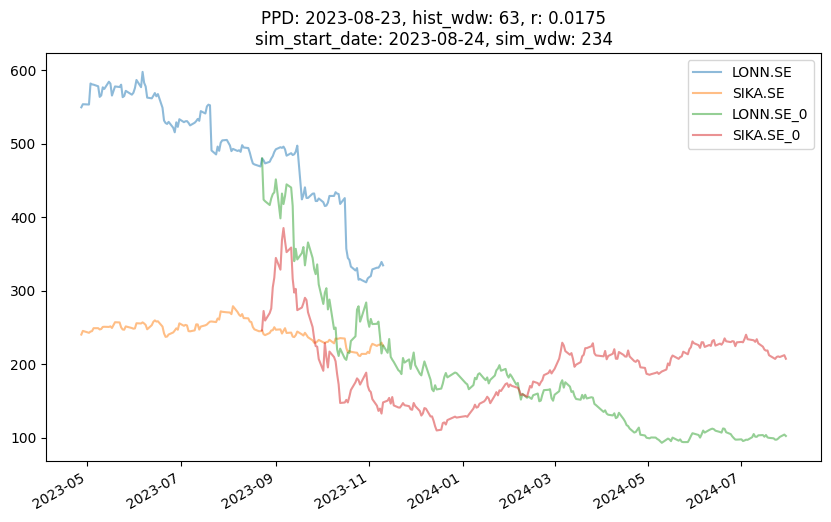 PPD: 2023-08-23, hist_wdw: 63, r: 0.0175
sim_start_date: 2023-08-24, sim_wdw: 234
LONN.SE
SIKA.SE
LONN.SE_0
SIKA.SE_0
600
500
400
300
200
100
2023-05
2023-07
2023-09
2023-11
2024-01
2024-03
2024-05
2024-07